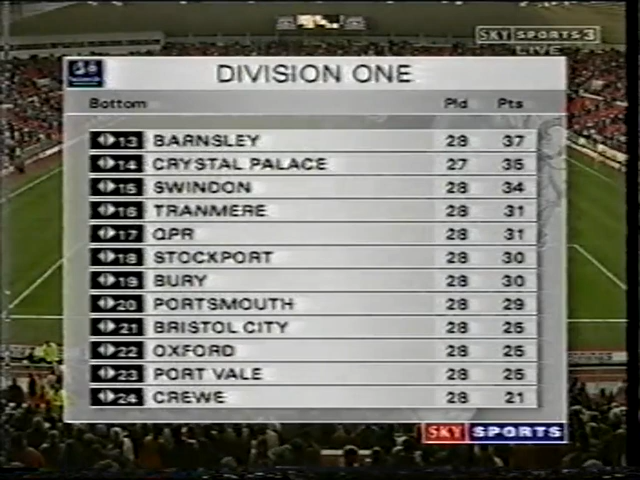 SKY SPORTS 3
LIVE
DIVISION ONE
Bottom Pld Pts
13 BARNSLEY 28 37
14 CRYSTAL PALACE 27 35
15 SWINDON 28 34
16 TRANMERE 28 31
17 QPR 28 31
18 STOCKPORT 28 30
19 BURY 28 30
20 PORTSMOUTH 28 29
21 BRISTOL CITY 28 25
22 OXFORD 28 25
23 PORT VALE 28 25
24 CREWE 28 21
SKY SPORTS